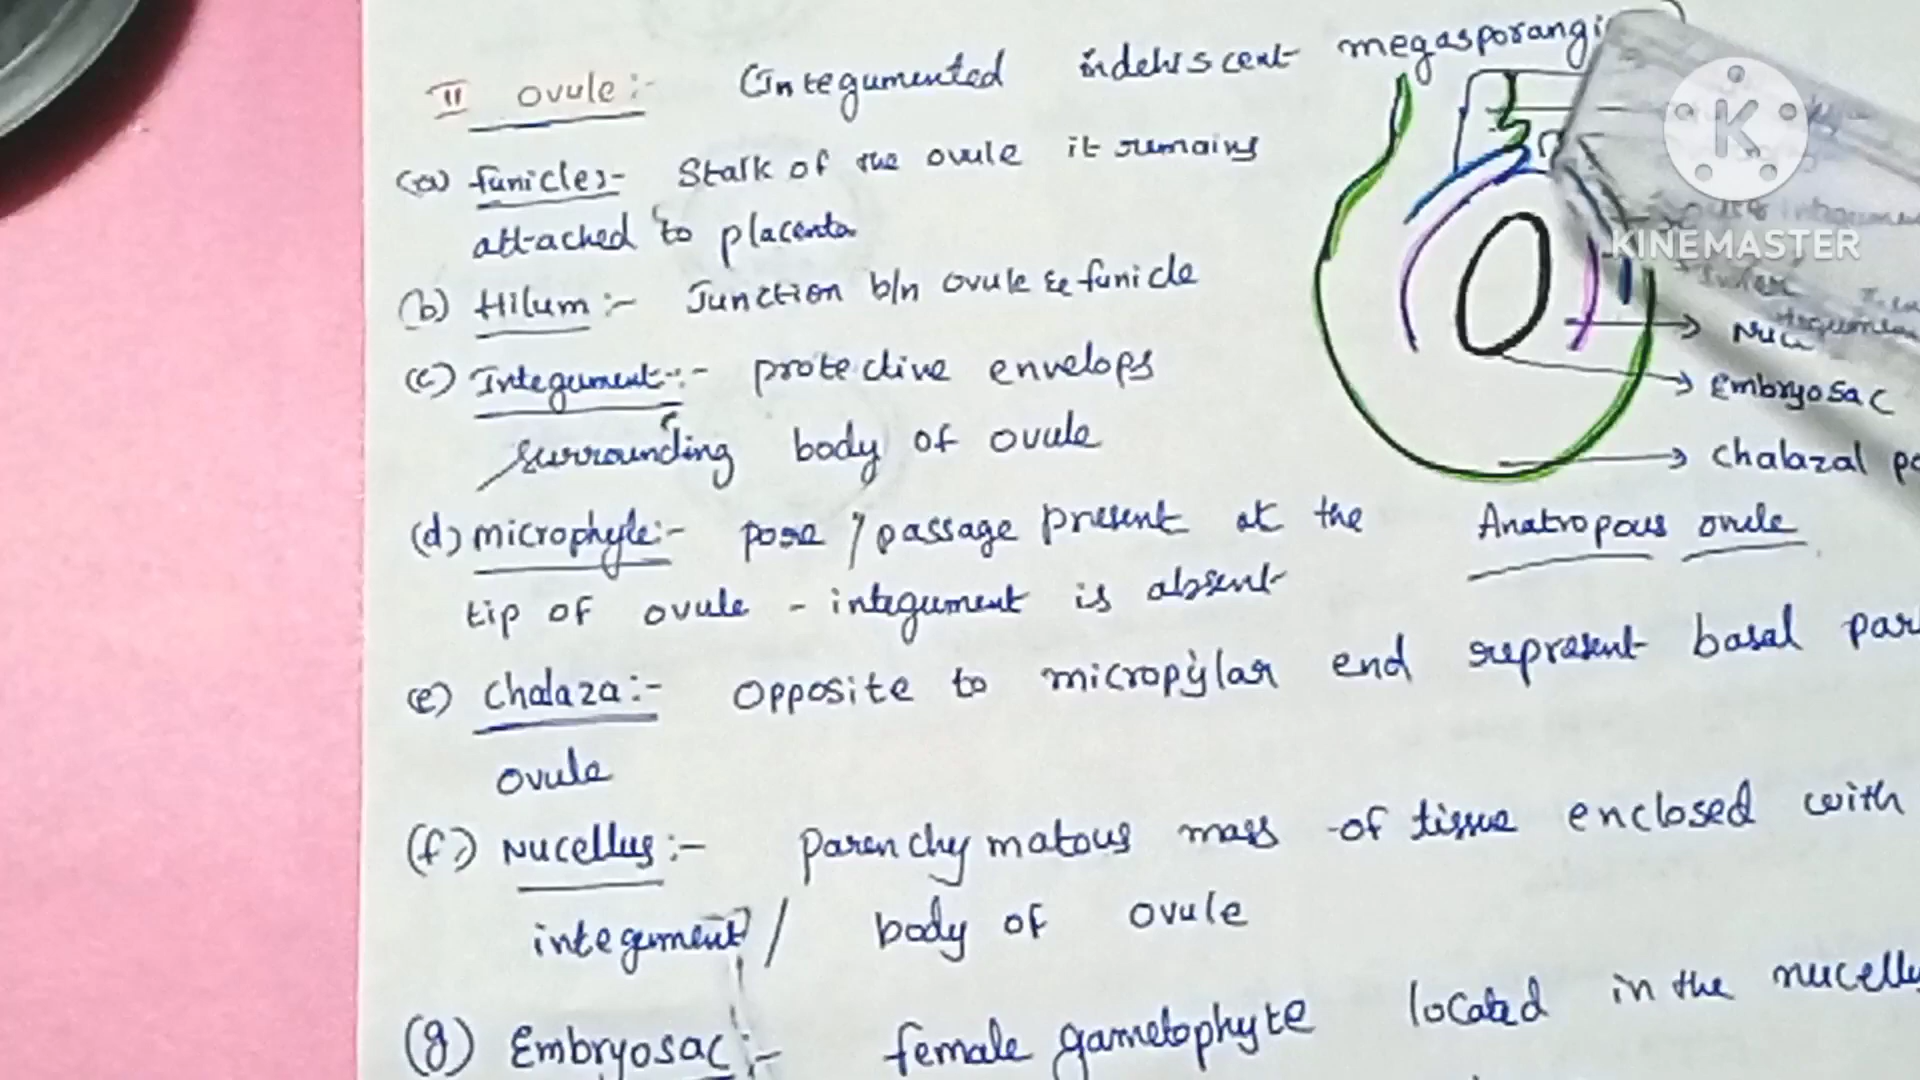 II ovule:- (Integumented indehiscent megasporangi
(a) funicles- Stalk of the ovule it remains
attached to placenta
(b) Hilum:- Junction b/n ovule & funicle
(c) Integument:- protective envelops
surrounding body of ovule
(d) microphyle:- pore / passage present at the
tip of ovule - integument is absent
(e) Chalaza:- Opposite to micropylar end represent basal par
ovule
(f) Nucellus:- Parenchymatous mass of tissue enclosed with
integument / body of ovule
(g) Embryosac:- female gametophyte located in the nucellu
KINEMASTER
Embryosac
Chalazal po
Anatropous ovule